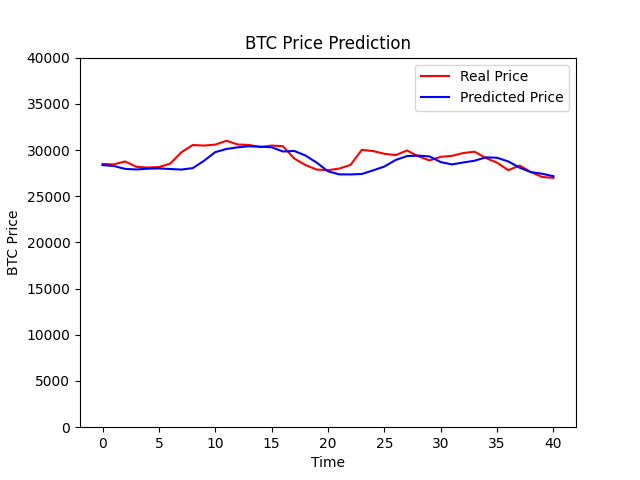 BTC Price Prediction
Real Price
Predicted Price
BTC Price
40000
35000
30000
25000
20000
15000
10000
5000
0
0 5 10 15 20 25 30 35 40
Time